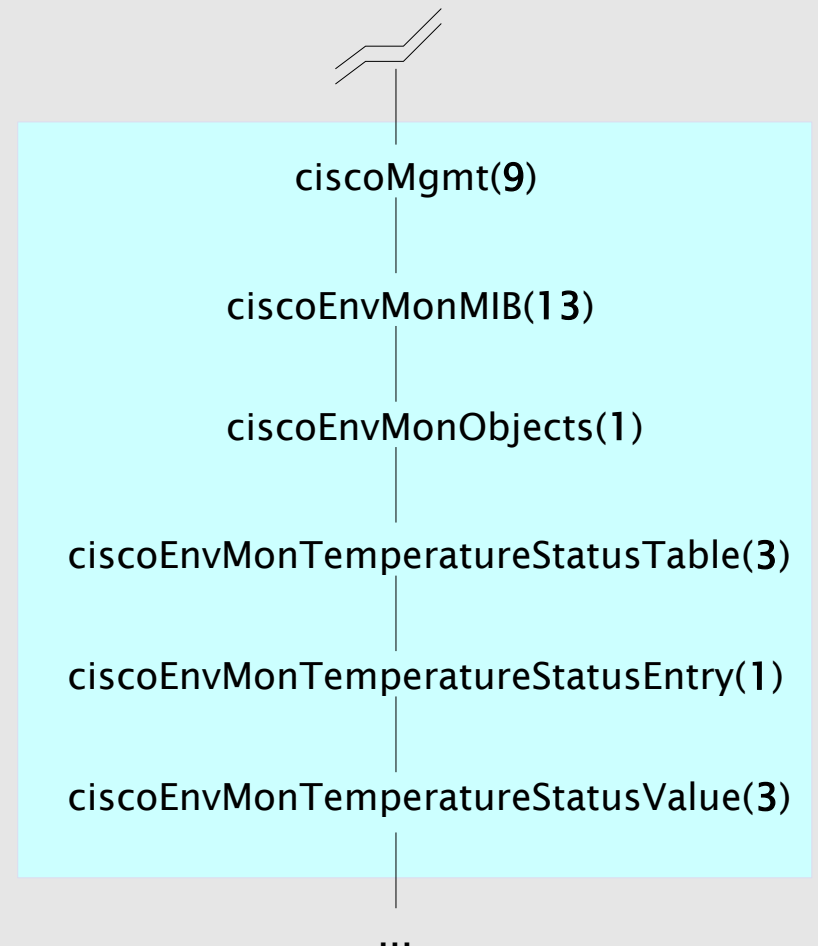 ciscoMgmt(9)
ciscoEnvMonMIB(13)
ciscoEnvMonObjects(1)
ciscoEnvMonTemperatureStatusTable(3)
ciscoEnvMonTemperatureStatusEntry(1)
ciscoEnvMonTemperatureStatusValue(3)
...